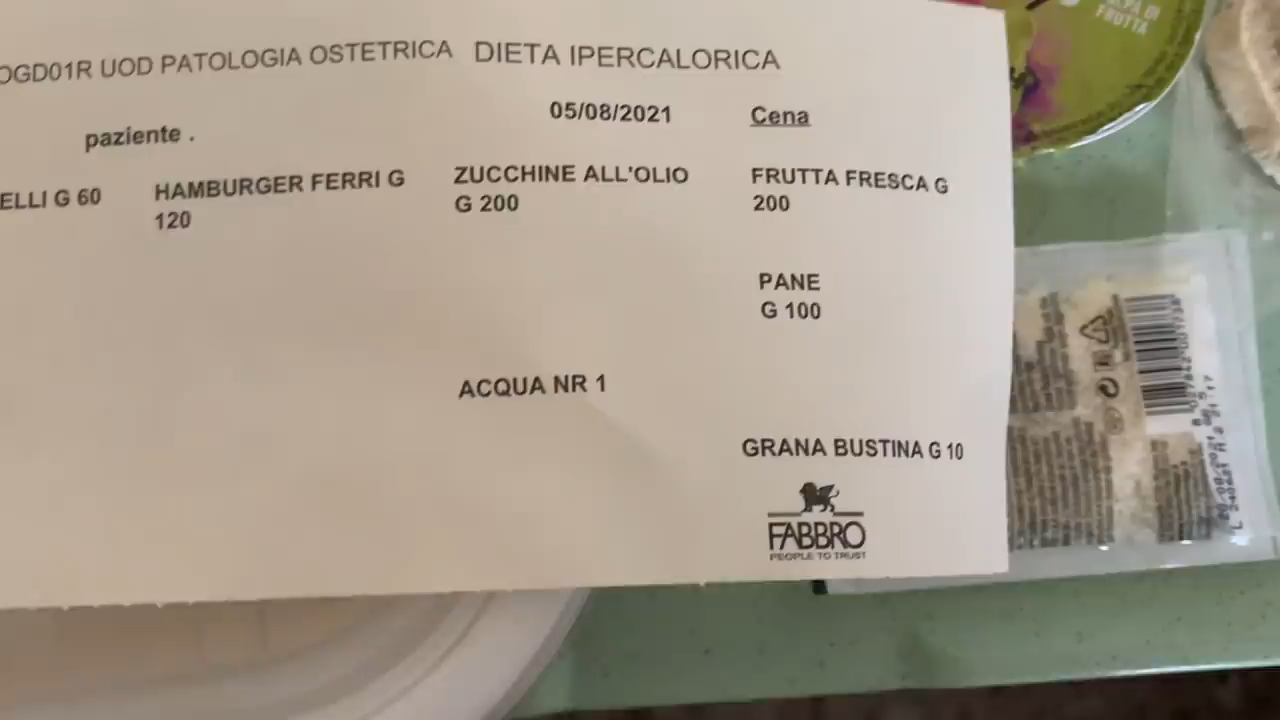 OGD01R UOD PATOLOGIA OSTETRICA DIETA IPERCALORICA
05/08/2021 Cena
paziente .
ELLI G 60
HAMBURGER FERRI G
120
ZUCCHINE ALL'OLIO
G 200
FRUTTA FRESCA G
200
PANE
G 100
ACQUA NR 1
GRANA BUSTINA G 10
FABBRO
PEOPLE TO TRUST
FRUTTA